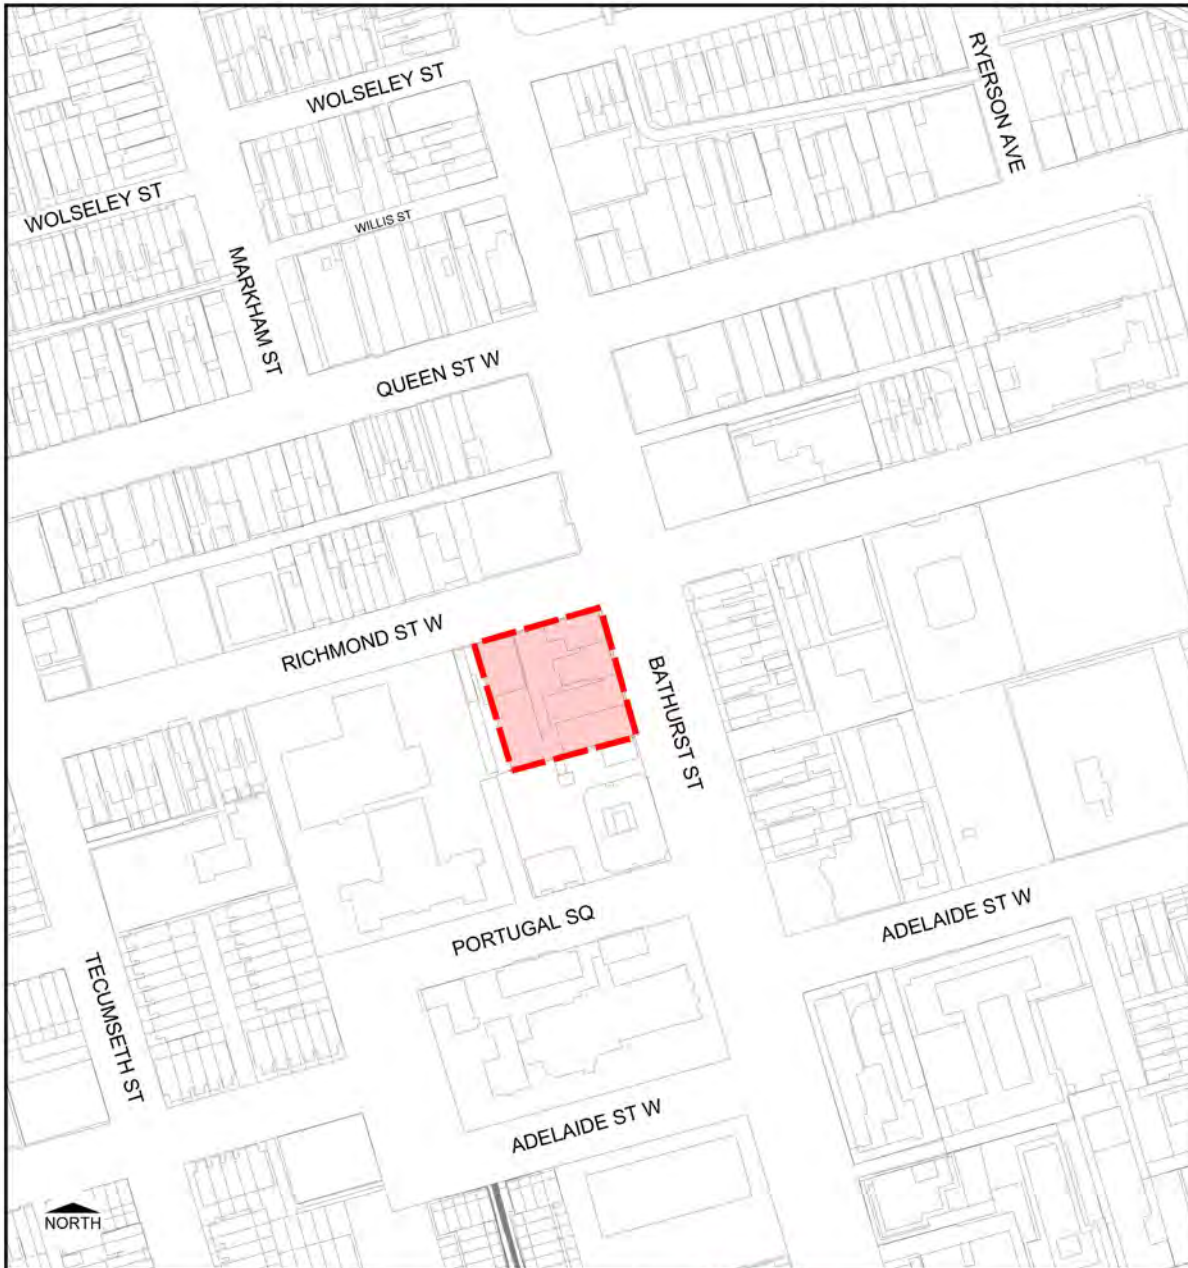 WOLSELEY ST
RYERSON AVE
WOLSELEY ST
WILLIS ST
MARKHAM ST
QUEEN ST W
RICHMOND ST W
BATHURST ST
PORTUGAL SQ
ADELAIDE ST W
TECUMSETH ST
ADELAIDE ST W
NORTH